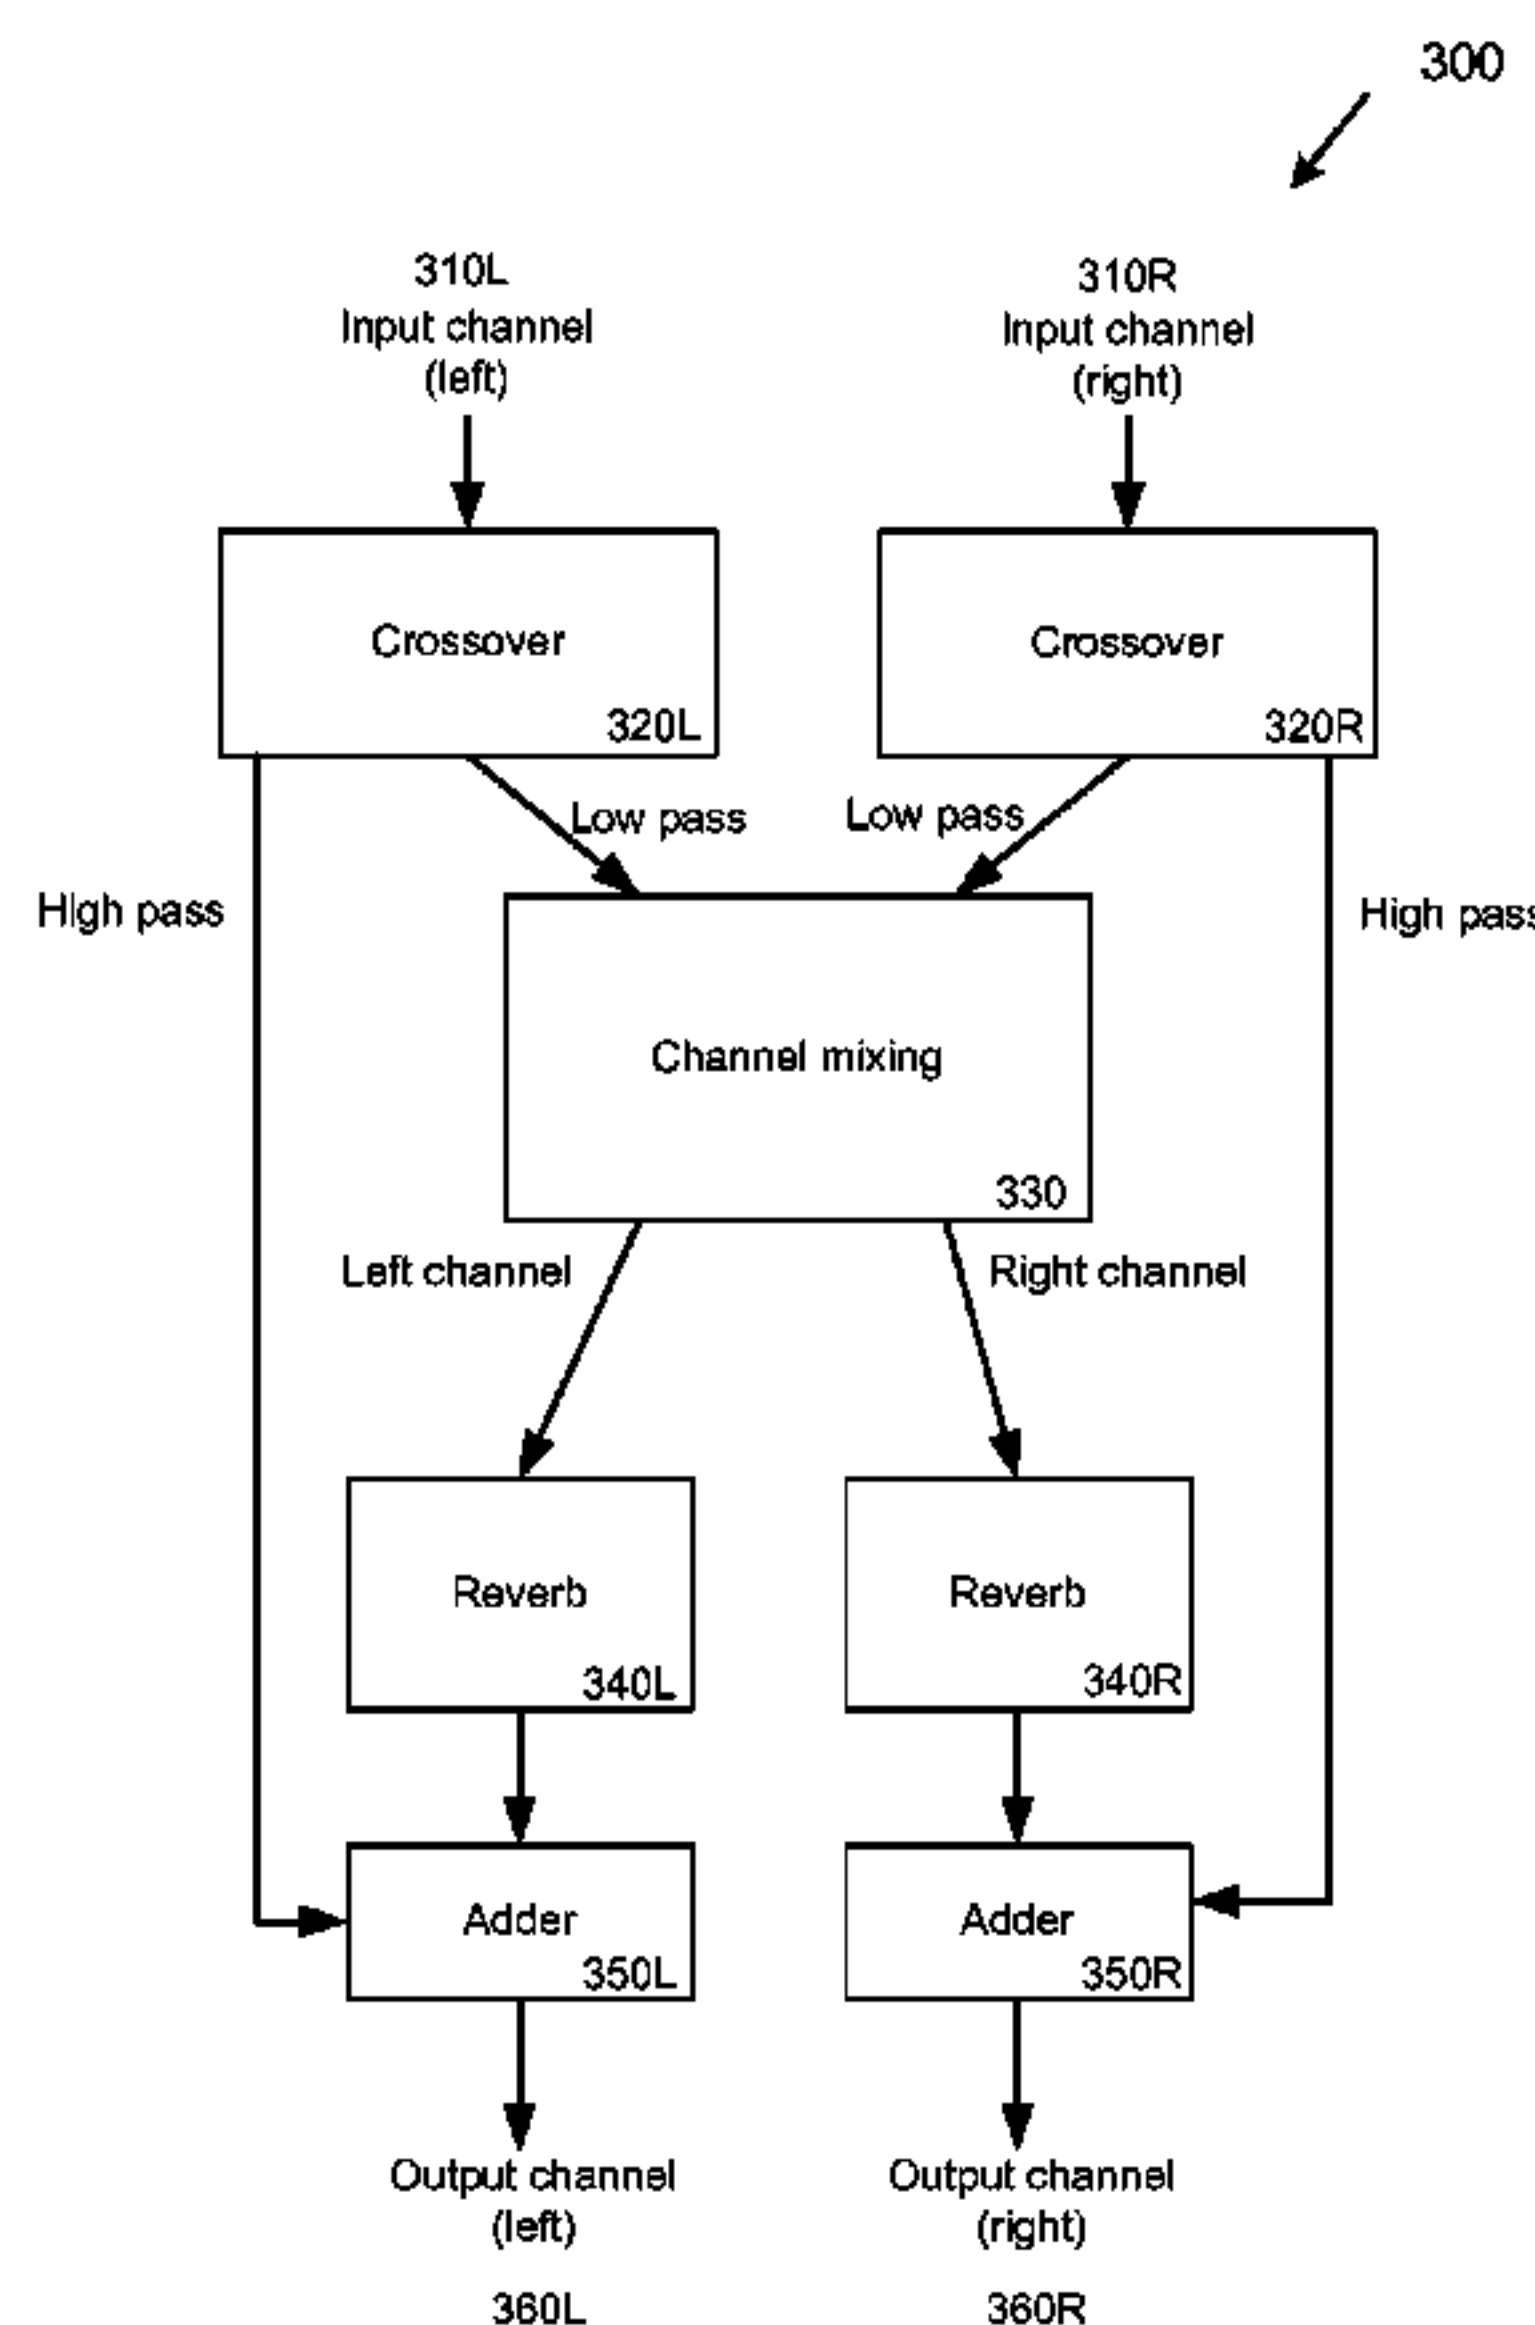 300
310L
Input channel
(left)
310R
Input channel
(right)
Crossover
320L
Crossover
320R
Low pass
Low pass
High pass
High pass
Channel mixing
330
Left channel
Right channel
Reverb
340L
Reverb
340R
Adder
350L
Adder
350R
Output channel
(left)
360L
Output channel
(right)
360R